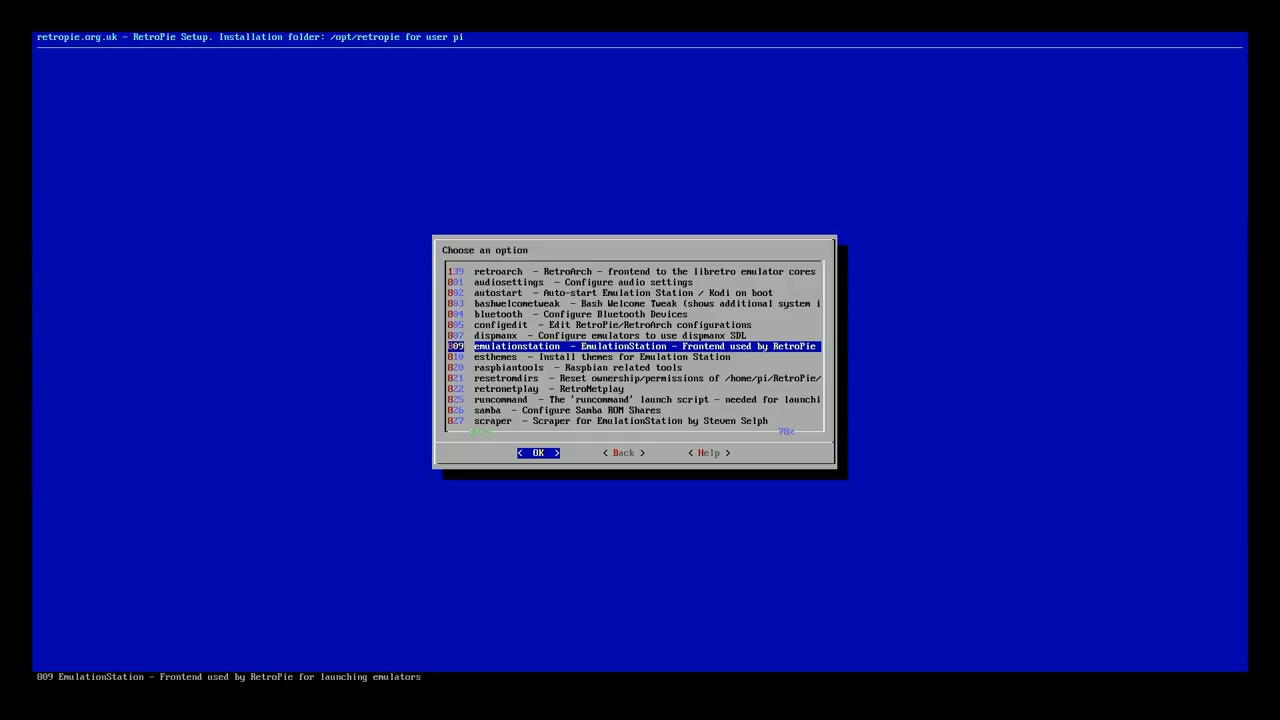 retropie.org.uk - RetroPie Setup. Installation folder: /opt/retropie for user pi
Choose an option
139 retroarch - RetroArch - frontend to the libretro emulator cores
801 audiosettings - Configure audio settings
802 autostart - Auto-start Emulation Station / Kodi on boot
803 bashwelcometweak - Bash Welcome Tweak (shows additional system i
804 bluetooth - Configure Bluetooth Devices
805 configedit - Edit RetroPie/RetroArch configurations
807 dispmanx - Configure emulators to use dispmanx SDL
809 emulationstation - EmulationStation - Frontend used by RetroPie
810 esthemes - Install themes for Emulation Station
820 raspbiantools - Raspbian related tools
821 resetromdirs - Reset ownership/permissions of /home/pi/RetroPie/
822 retronetplay - RetroNetplay
825 runcommand - The 'runcommand' launch script - needed for launchi
826 samba - Configure Samba ROM Shares
827 scraper - Scraper for EmulationStation by Steven Selph
78%
< OK > < Back > < Help >
809 EmulationStation - Frontend used by RetroPie for launching emulators